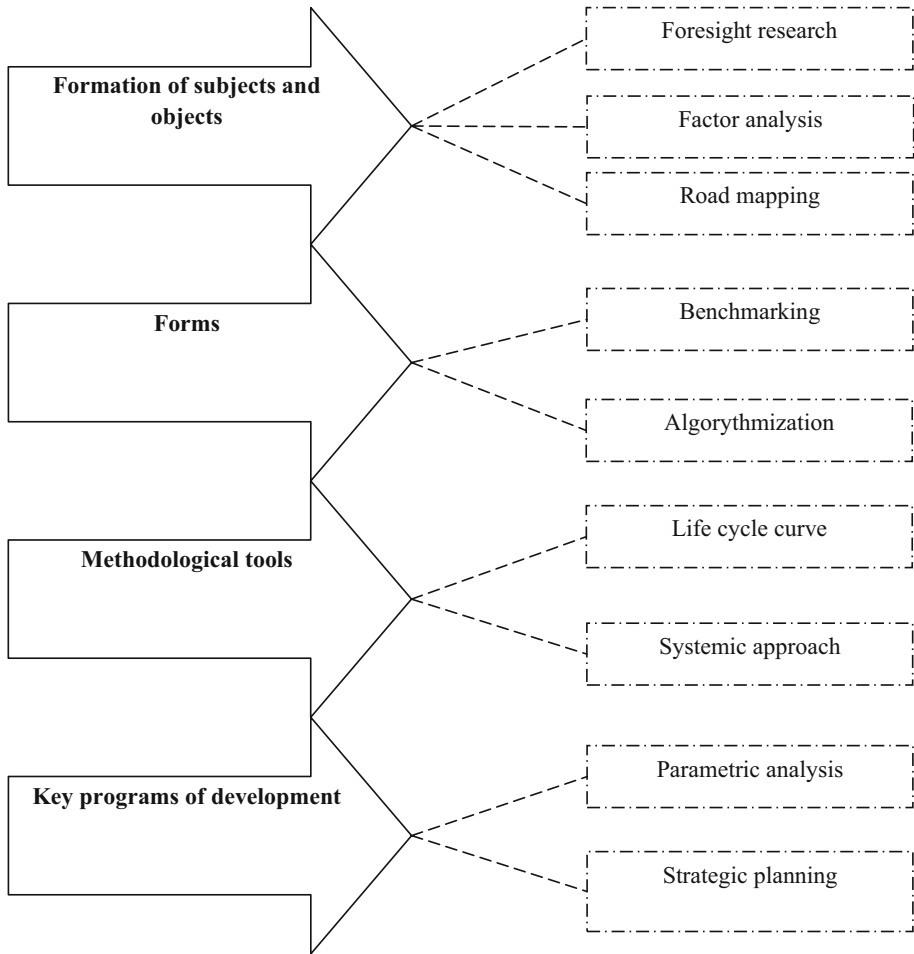 Formation of subjects and
objects
Foresight research
Factor analysis
Road mapping
Forms
Benchmarking
Algorythmization
Methodological tools
Life cycle curve
Systemic approach
Key programs of development
Parametric analysis
Strategic planning